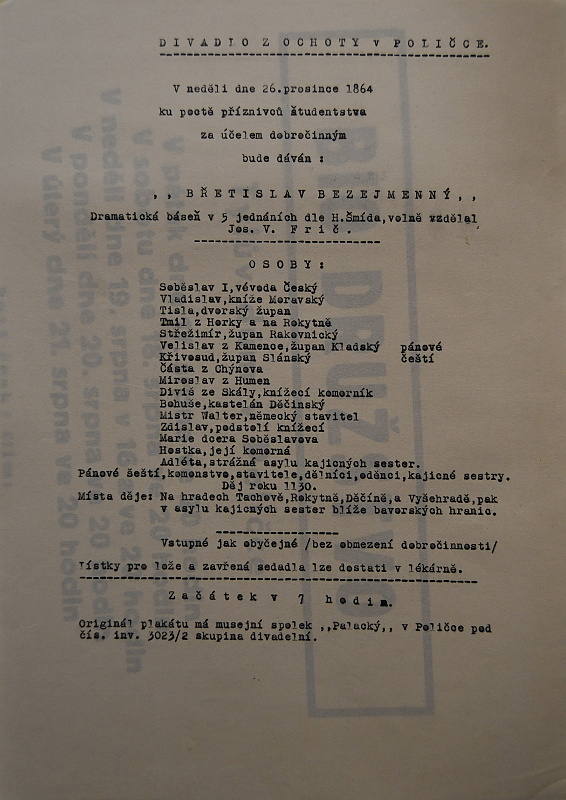 DIVADLO Z OCHOTY V POLIČCE.
V neděli dne 26.prosince 1864
ku poctě příznivců študentstva
za účelem dobročinným
bude dáván :
,, BŘETISLAV BEZEJMENNÝ,,
Dramatická báseň v 5 jednáních dle H.Šmída,volně vzdělal
Jos. V. Frič.
OSOBY:
Soběslav I,vévoda Český
Vladislav,kníže Moravský
Tisla,dvorský župan
Tmil z Horky a na Rokytně
Střežimír,župan Rakovnický
Velislav z Kamence,župan Kladský pánové
Křivosud,župan Slánský čeští
Částa z Chýnova
Miroslav z Humen
Diviš ze Skály,knížecí komorník
Bohuše,kastelán Děčínský
Mistr Walter,německý stavitel
Zdislav,podstolí knížecí
Marie dcera Soběslavova
Hostka,její komorná
Adléta,strážná asylu kajicných sester.
Pánové šeští,komonstvo,stavitele,dělníci,oděnci,kajicné sestry.
Děj roku 1130.
Místa děje: Na hradech Tachově,Rokytně,Děčíně,a Vyšehradě,pak
v asylu kajicných sester blíže bavorských hranic.
Vstupné jak obyčejné /bez obmezení dobročinnosti/
Lístky pro lože a zavřená sedadla lze dostati v lékárně.
Začátek v 7 hodin.
Originál plakátu má musejní spolek ,,Palacký,, v Poličce pod
čís. inv. 3023/2 skupina divadelní.